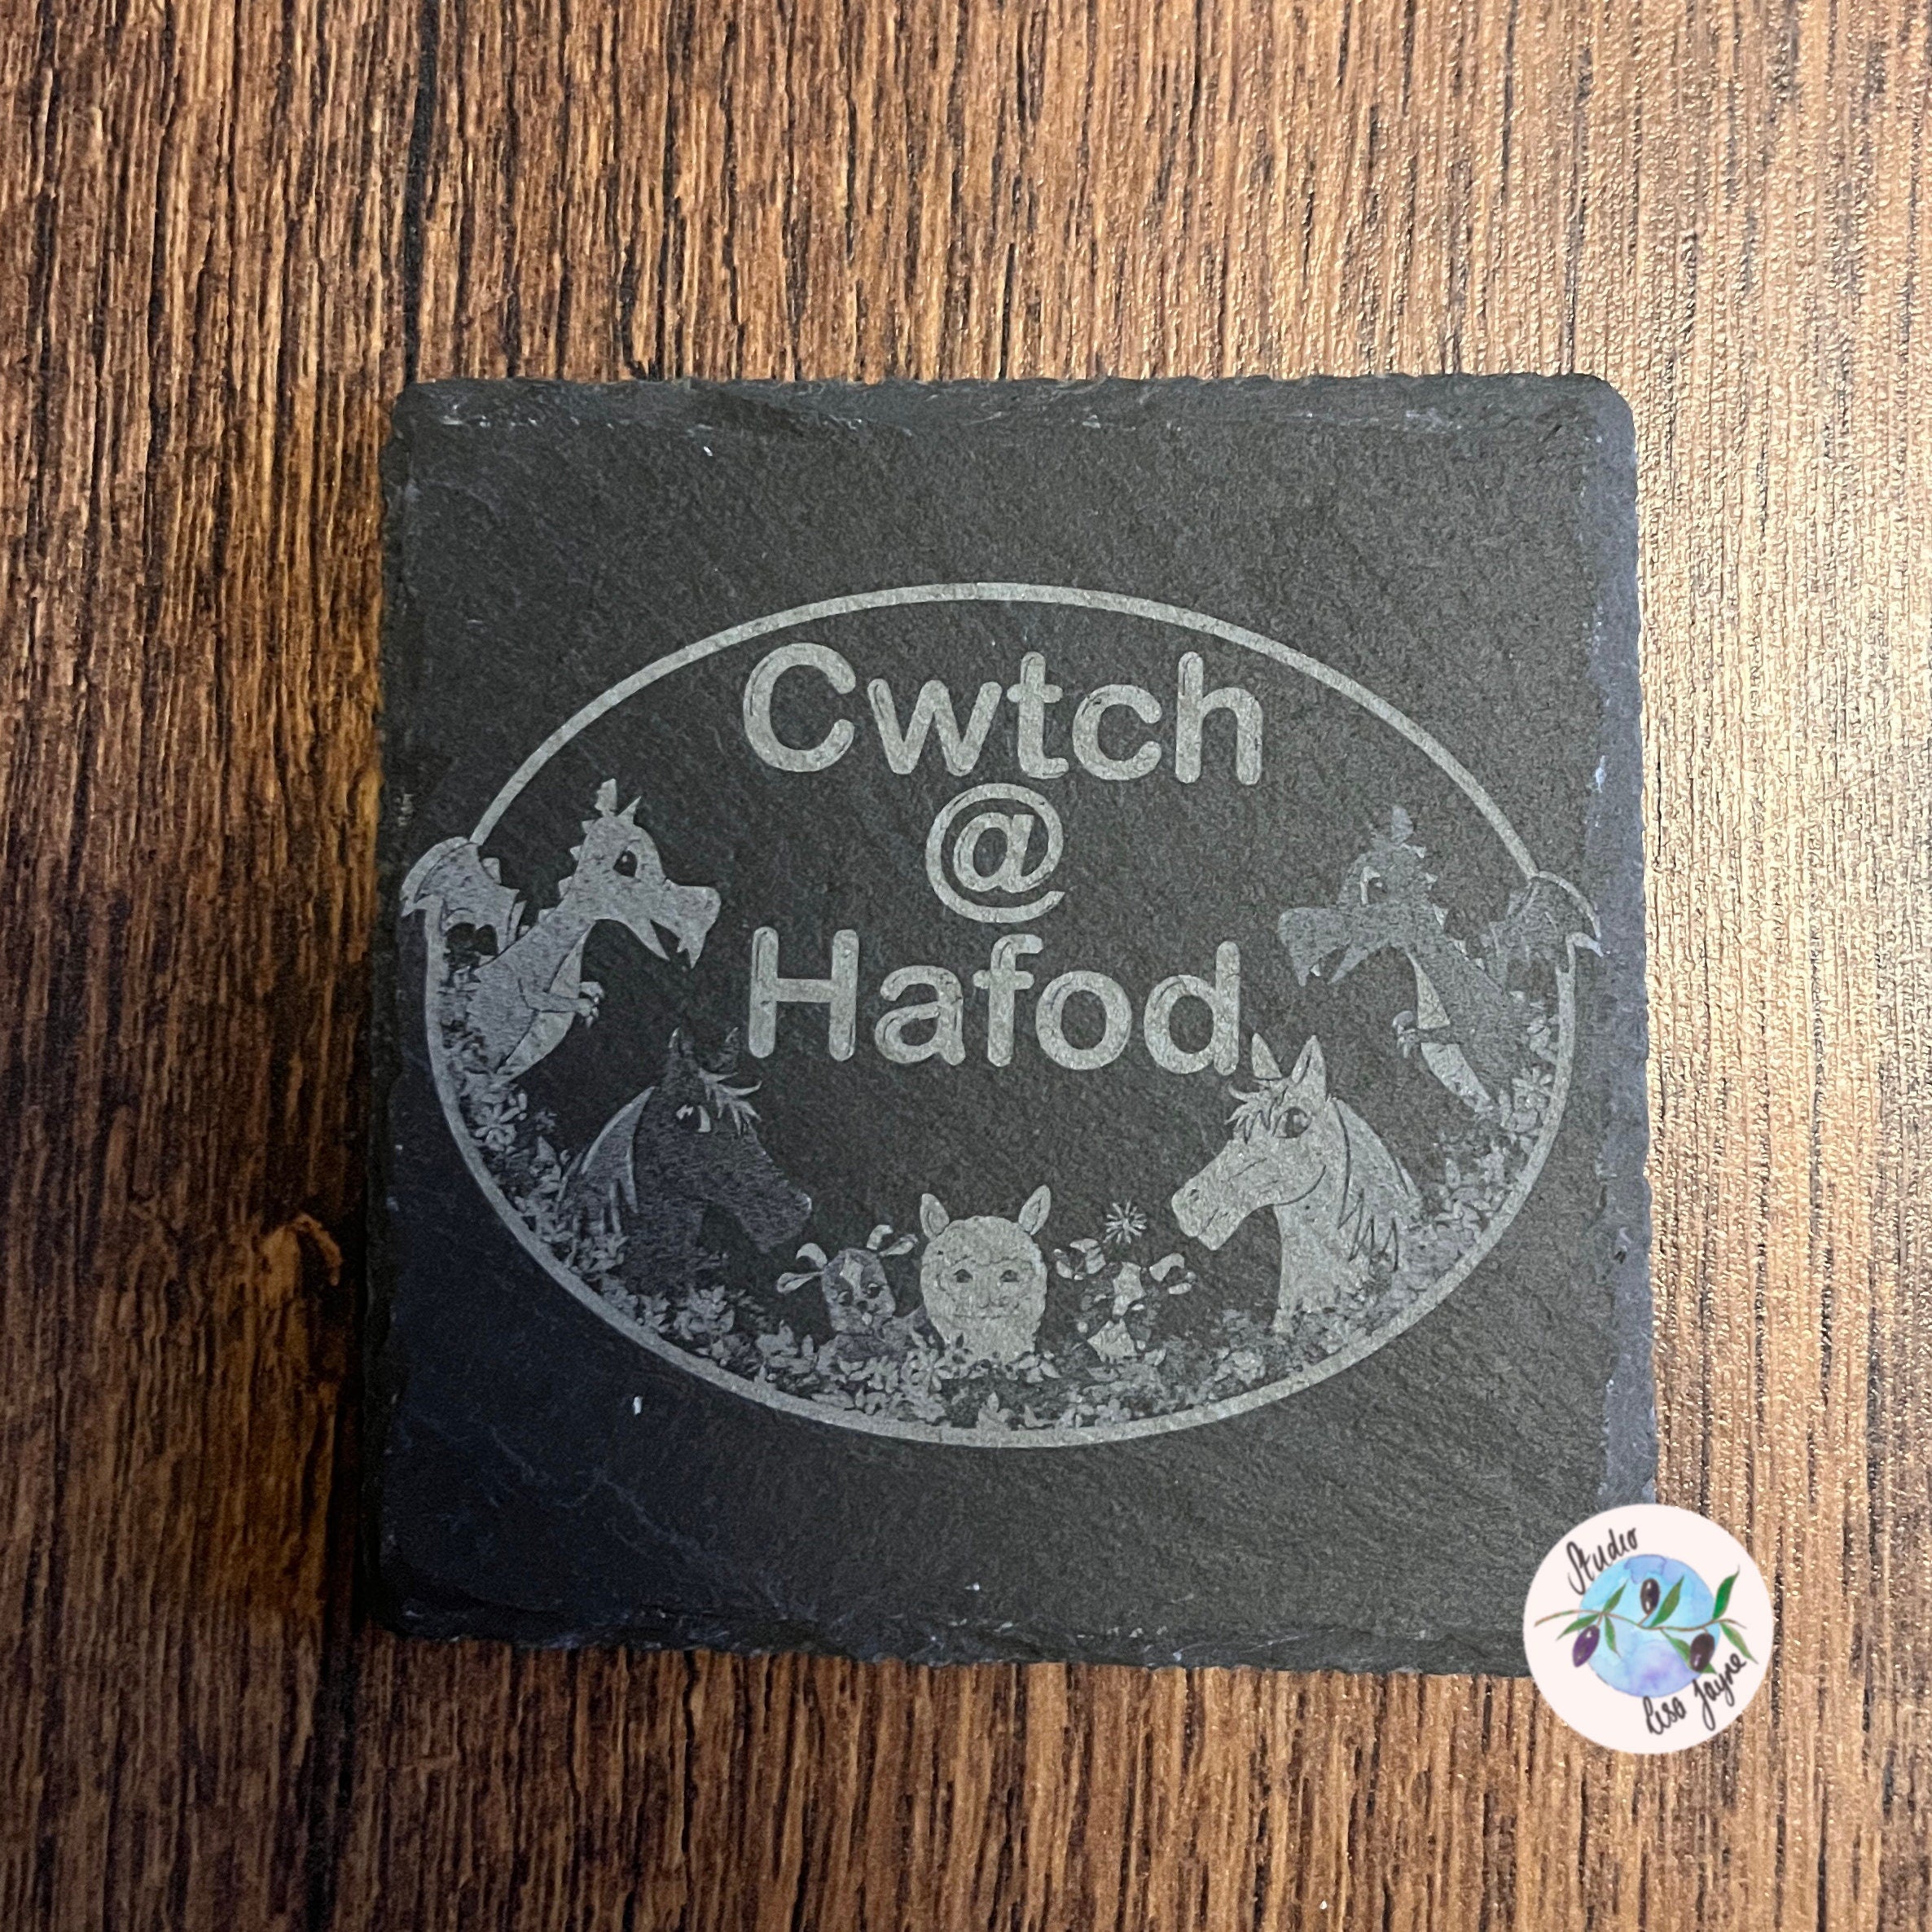 Cwtch
@
Hafod
Studio
Lisa Jayne